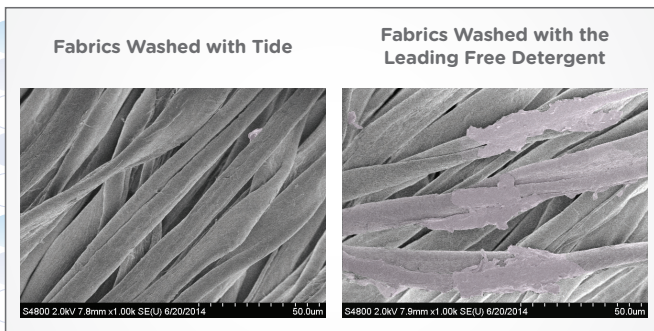 Fabrics Washed with Tide
Fabrics Washed with the
Leading Free Detergent
S4800 2.0kV 7.9mm x1.00k SE(U) 6/20/2014 50.0um
S4800 2.0kV 7.9mm x1.00k SE(U) 6/20/2014 50.0um